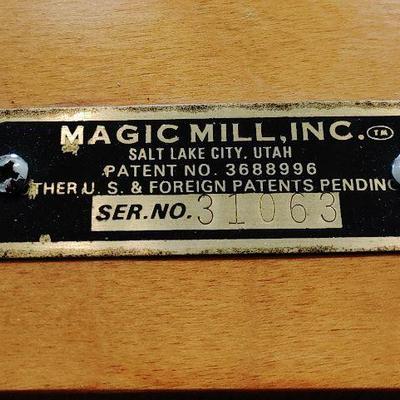 MAGIC MILL, INC. TM
SALT LAKE CITY, UTAH
PATENT NO. 3688996
THER U. S. & FOREIGN PATENTS PENDING
SER. NO. 31063